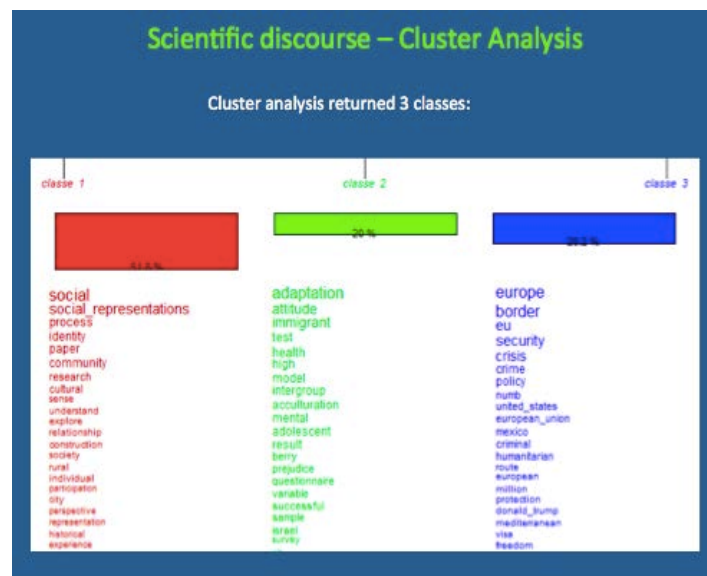 Scientific discourse – Cluster Analysis
Cluster analysis returned 3 classes:
classe 1
classe 2
classe 3
20 %
social
social_representations
process
identity
paper
community
research
cultural
sense
understand
explore
relationship
construction
society
rural
individual
participation
city
perspective
representation
historical
experience
adaptation
attitude
immigrant
test
health
high
model
intergroup
acculturation
mental
adolescent
result
berry
prejudice
questionnaire
variable
successful
sample
israel
survey
europe
border
eu
security
crisis
crime
policy
numb
united_states
european_union
mexico
criminal
humanitarian
route
european
million
protection
donald_trump
mediterranean
visa
freedom